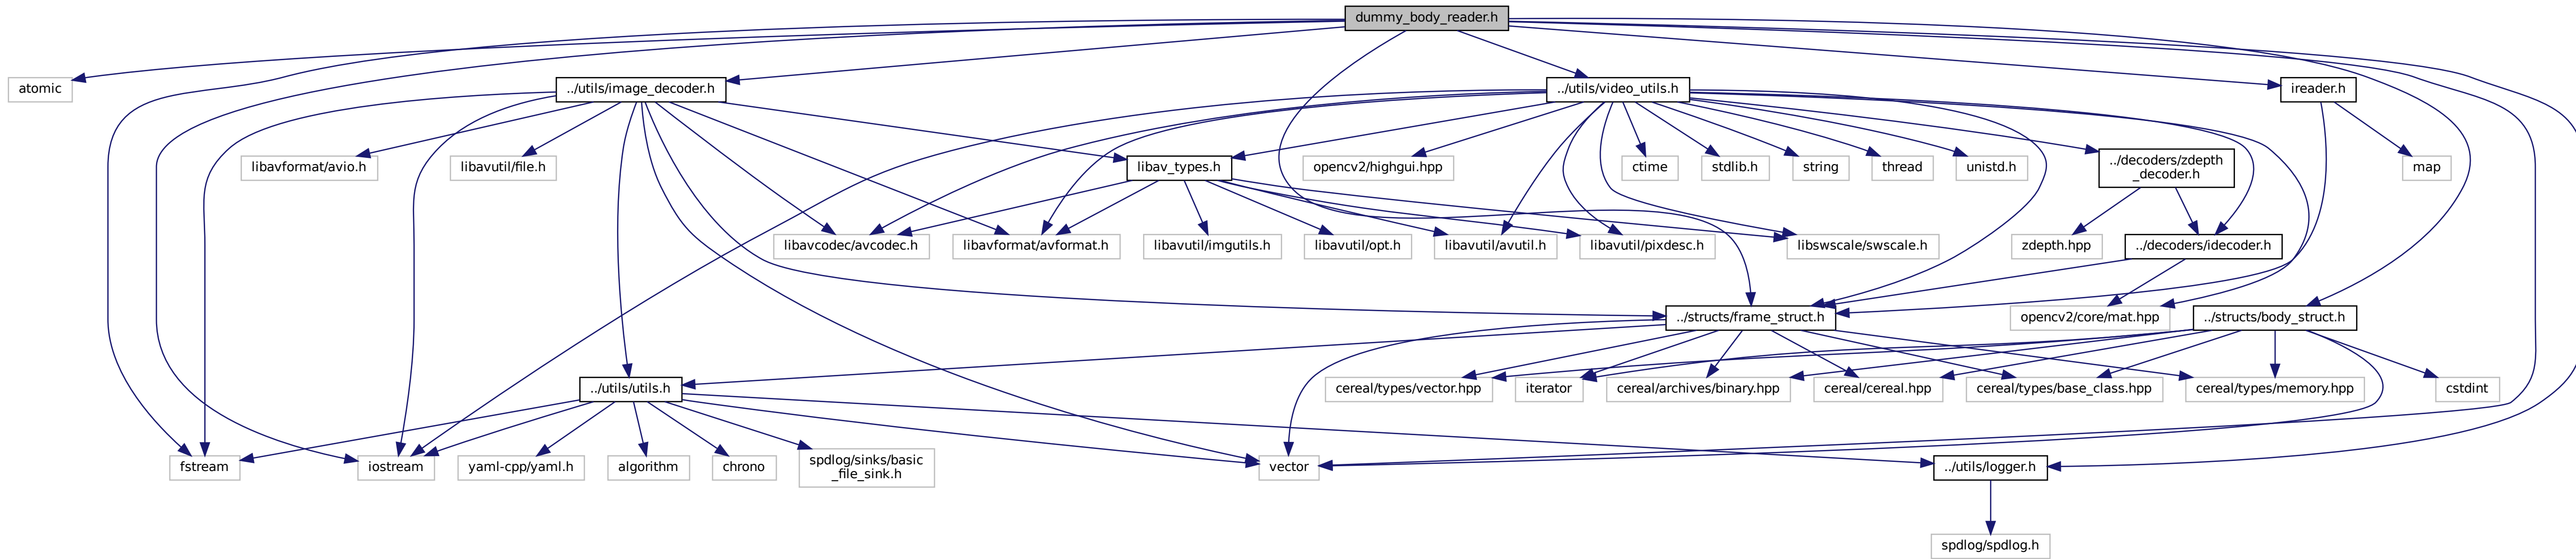 dummy_body_reader.h
atomic
../utils/image_decoder.h
../utils/video_utils.h
ireader.h
libavformat/avio.h
libavutil/file.h
libav_types.h
opencv2/highgui.hpp
ctime
stdlib.h
string
thread
unistd.h
../decoders/zdepth
_decoder.h
map
libavcodec/avcodec.h
libavformat/avformat.h
libavutil/imgutils.h
libavutil/opt.h
libavutil/avutil.h
libavutil/pixdesc.h
libswscale/swscale.h
zdepth.hpp
../decoders/idecoder.h
../structs/frame_struct.h
opencv2/core/mat.hpp
../structs/body_struct.h
../utils/utils.h
cereal/types/vector.hpp
iterator
cereal/archives/binary.hpp
cereal/cereal.hpp
cereal/types/base_class.hpp
cereal/types/memory.hpp
cstdint
fstream
iostream
yaml-cpp/yaml.h
algorithm
chrono
spdlog/sinks/basic
_file_sink.h
vector
../utils/logger.h
spdlog/spdlog.h